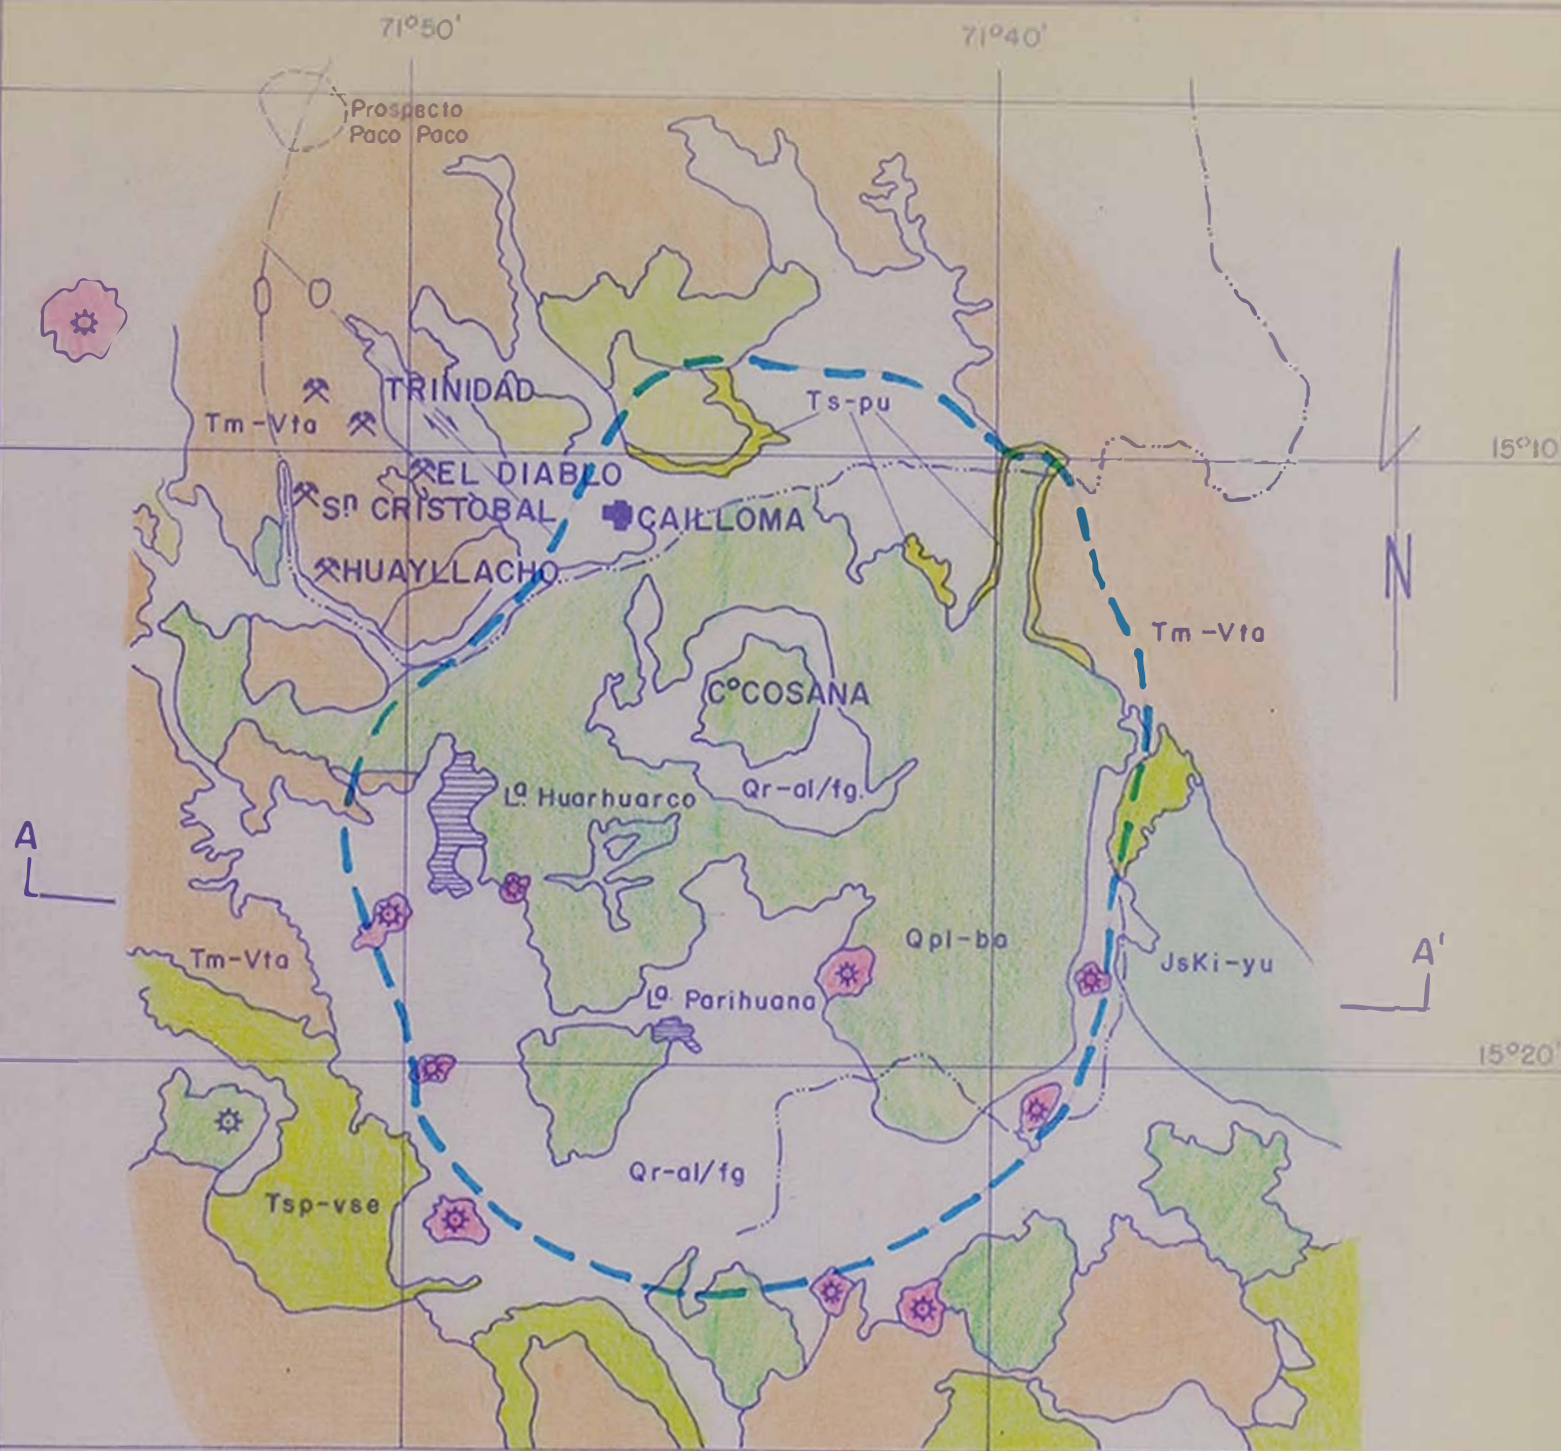 71°50'
71°40'
Prospecto
Paco Paco
TRINIDAD
Ts-pu
Tm-Vta
15°10'
EL DIABLO
Sⁿ CRISTOBAL
CAILLOMA
HUAYLLACHO
N
Tm-Vta
C° COSANA
Lª. Huarhuarco
Qr-al/fg.
A
Qpl-ba
A'
Tm-Vta
JsKi-yu
Lª. Parihuana
15°20'
Qr-al/fg
Tsp-vse